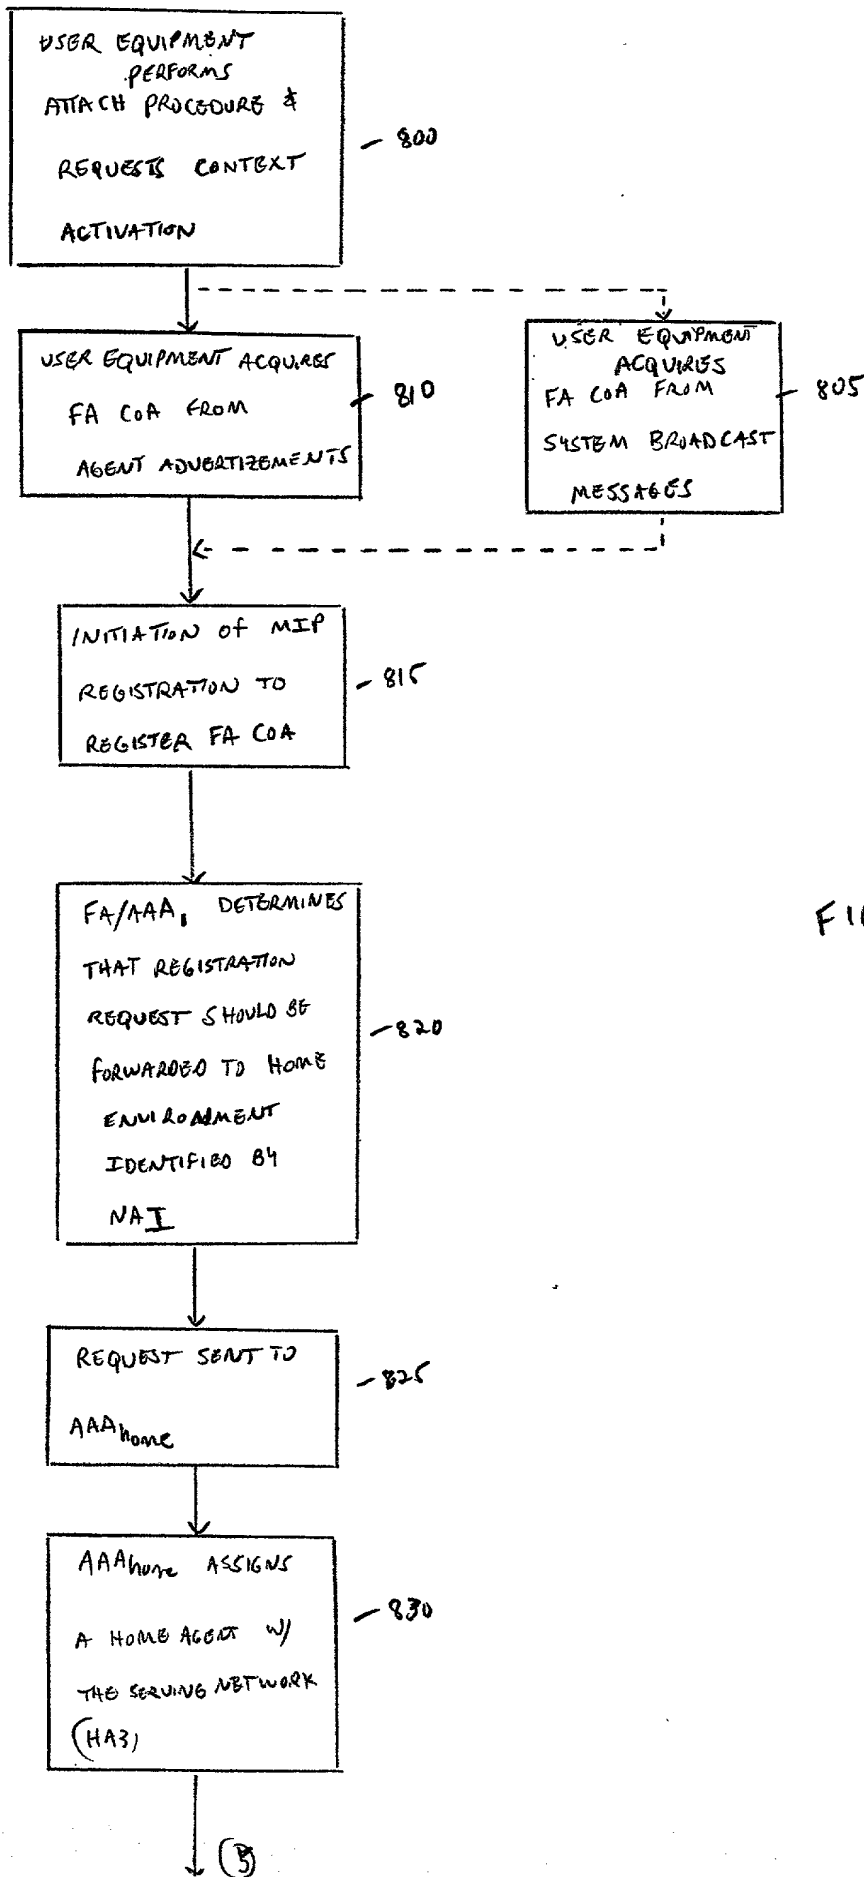 USER EQUIPMENT
PERFORMS
ATTACH PROCEDURE &
REQUESTS CONTEXT
ACTIVATION
800
USER EQUIPMENT ACQUIRES
FA COA FROM
AGENT ADVERTIZEMENTS
810
USER EQUIPMENT
ACQUIRES
FA COA FROM
SYSTEM BROADCAST
MESSAGES
805
INITIATION OF MIP
REGISTRATION TO
REGISTER FA COA
815
FA/AAA, DETERMINES
THAT REGISTRATION
REQUEST SHOULD BE
FORWARDED TO HOME
ENVIRONMENT
IDENTIFIED BY
NAI
820
REQUEST SENT TO
AAAhome
825
AAAhome ASSIGNS
A HOME AGENT W/
THE SERVING NETWORK
(HA3)
830